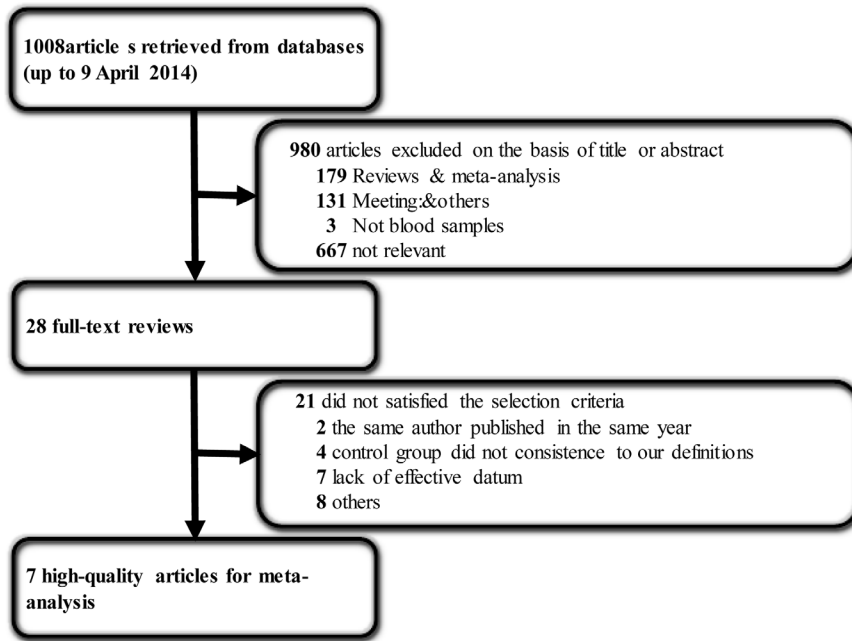 1008article s retrieved from databases
(up to 9 April 2014)
980 articles excluded on the basis of title or abstract
179 Reviews & meta-analysis
131 Meeting:&others
3 Not blood samples
667 not relevant
28 full-text reviews
21 did not satisfied the selection criteria
2 the same author published in the same year
4 control group did not consistence to our definitions
7 lack of effective datum
8 others
7 high-quality articles for meta-
analysis